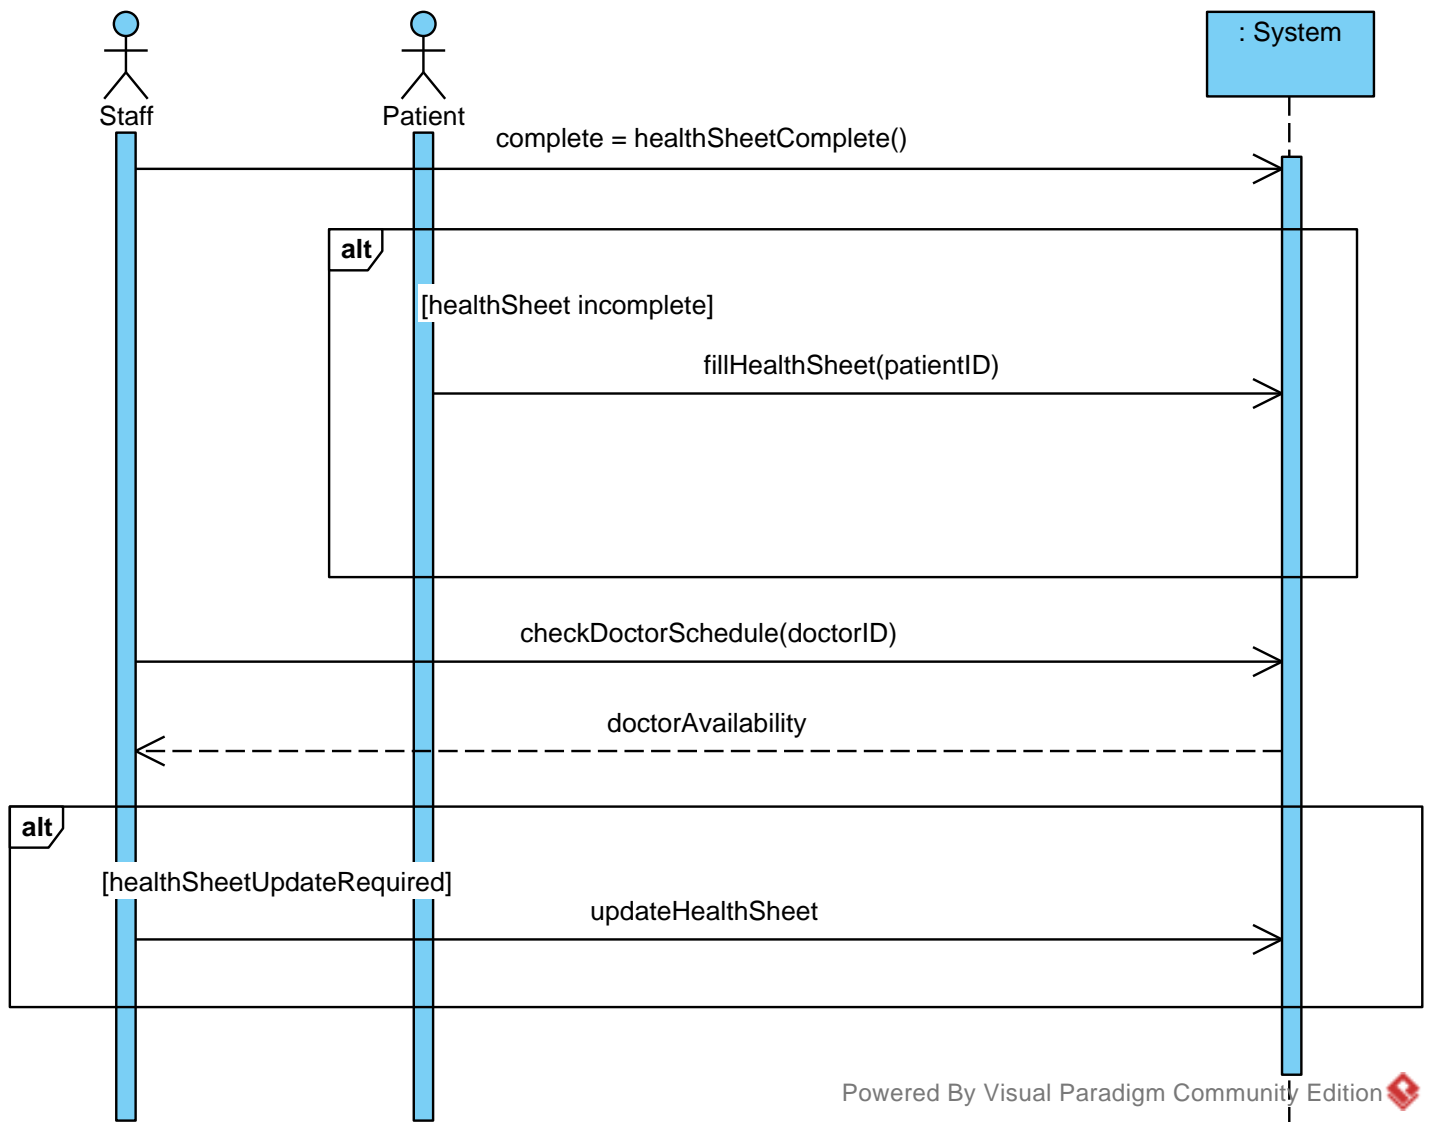 : System
Staff
Patient
complete = healthSheetComplete()
alt
[healthSheet incomplete]
fillHealthSheet(patientID)
checkDoctorSchedule(doctorID)
doctorAvailability
alt
[healthSheetUpdateRequired]
updateHealthSheet
Powered By Visual Paradigm Community Edition